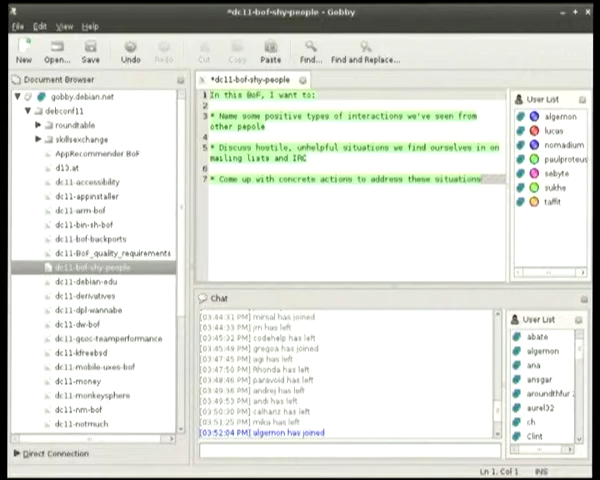 *dc11-bof-shy-people - Gobby
File Edit View Help
New Open... Save Undo Redo Cut Copy Paste Find... Find and Replace...
Document Browser
gobby.debian.net
debconf11
roundtable
skillsexchange
AppRecommender BoF
d13.at
dc11-accessibility
dc11-appinstaller
dc11-arm-bof
dc11-bin-sh-bof
dc11-bof-backports
dc11-BoF_quality_requirements
dc11-bof-shy-people
dc11-debian-edu
dc11-derivatives
dc11-dpl-wannabe
dc11-dw-bof
dc11-gsoc-teamperformance
dc11-kfreebsd
dc11-mobile-uxes-bof
dc11-money
dc11-monkeysphere
dc11-nm-bof
dc11-notmuch
Direct Connection
*dc11-bof-shy-people
1 In this BoF, I want to:
2
3 * Name some positive types of interactions we've seen from
other pepole
4
5 * Discuss hostile, unhelpful situations we find ourselves in on
mailing lists and IRC
6
7 * Come up with concrete actions to address these situations
User List
algernon
lucas
nomadium
paulproteus
sebyte
sukhe
taffit
Chat
[03:44:31 PM] mirsal has joined
[03:44:33 PM] jm has left
[03:45:32 PM] codehelp has left
[03:45:49 PM] gregoa has joined
[03:47:45 PM] agi has left
[03:47:50 PM] Rhonda has left
[03:48:46 PM] paravoid has left
[03:49:36 PM] andrej has left
[03:49:53 PM] andi has left
[03:50:30 PM] calhariz has left
[03:51:25 PM] mika has left
[03:52:04 PM] algernon has joined
User List
abate
algernon
ana
ansgar
aroundthfur
aurel32
ch
Clint
Ln 1, Col 1 INS